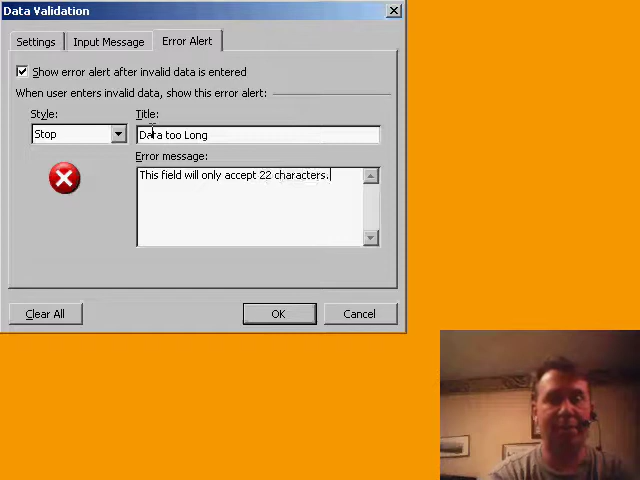 Data Validation
Settings
Input Message
Error Alert
Show error alert after invalid data is entered
When user enters invalid data, show this error alert:
Style:
Title:
Stop
Data too Long
Error message:
This field will only accept 22 characters.
Clear All
OK
Cancel